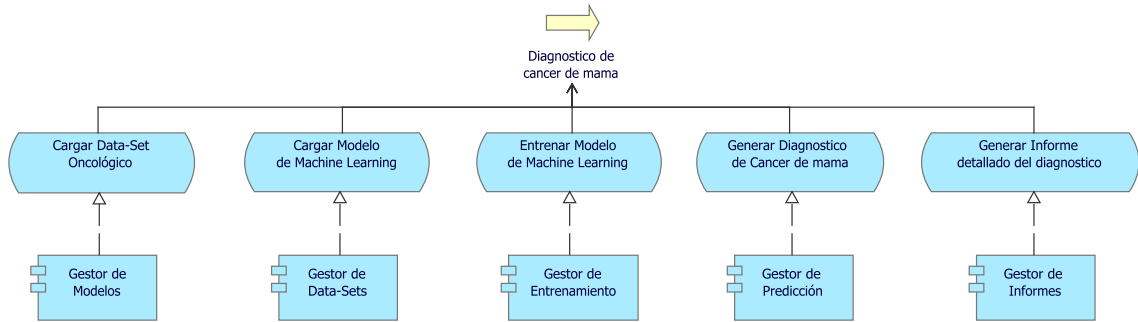 Diagnostico de
cancer de mama
Cargar Data-Set
Oncológico
Cargar Modelo
de Machine Learning
Entrenar Modelo
de Machine Learning
Generar Diagnostico
de Cancer de mama
Generar Informe
detallado del diagnostico
Gestor de
Modelos
Gestor de
Data-Sets
Gestor de
Entrenamiento
Gestor de
Predicción
Gestor de
Informes